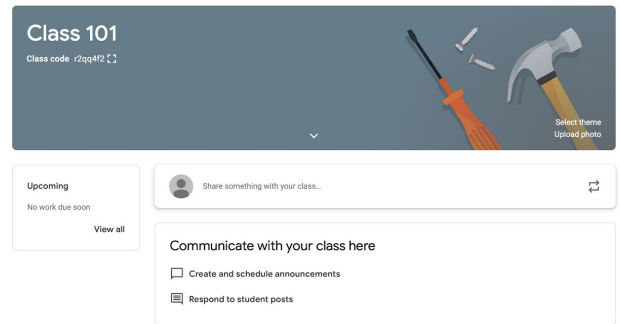 Class 101
Class code r2qq4f2
Select theme
Upload photo
Upcoming
No work due soon
View all
Share something with your class...
Communicate with your class here
Create and schedule announcements
Respond to student posts